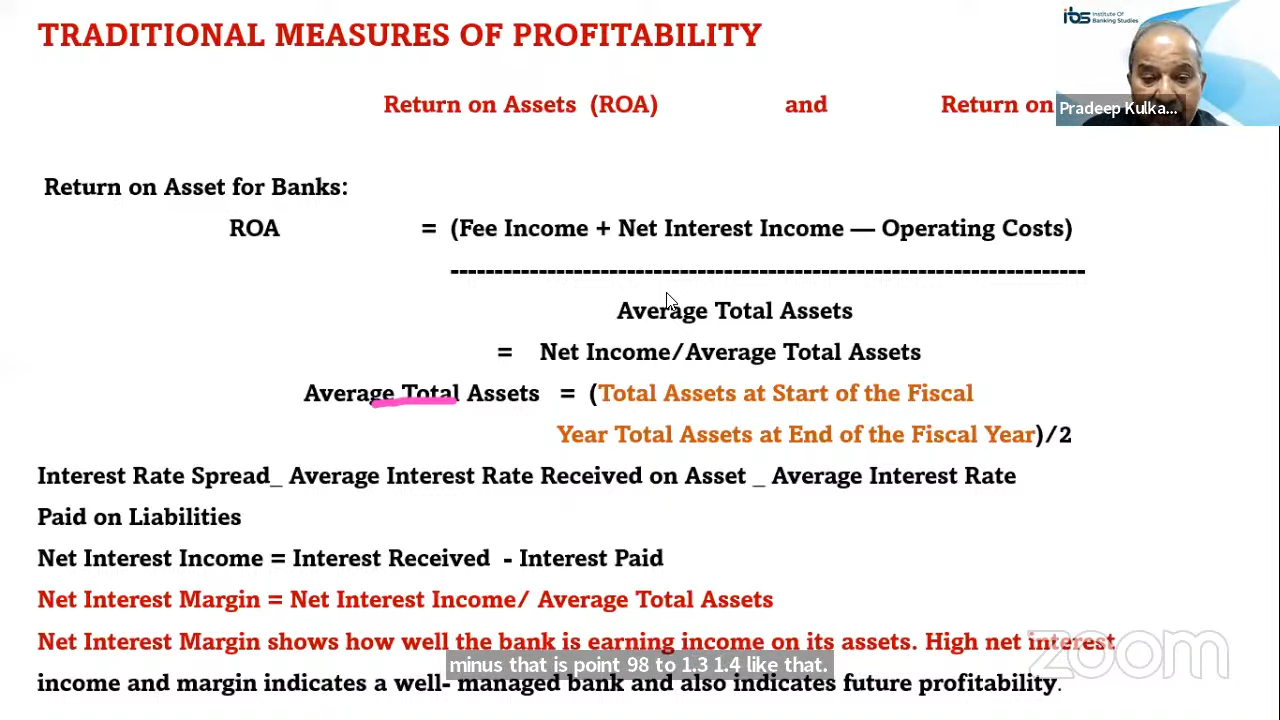 TRADITIONAL MEASURES OF PROFITABILITY
ibs Institute Of
Banking Studies
Return on Assets (ROA) and Return on
Pradeep Kulka...
Return on Asset for Banks:
ROA = (Fee Income + Net Interest Income — Operating Costs)
------------------------------------------------------------------------
Average Total Assets
= Net Income/Average Total Assets
Average Total Assets = (Total Assets at Start of the Fiscal
Year Total Assets at End of the Fiscal Year)/2
Interest Rate Spread_ Average Interest Rate Received on Asset _ Average Interest Rate
Paid on Liabilities
Net Interest Income = Interest Received - Interest Paid
Net Interest Margin = Net Interest Income/ Average Total Assets
Net Interest Margin shows how well the bank is earning income on its assets. High net interest
zoom
minus that is point 98 to 1.3 1.4 like that.
income and margin indicates a well- managed bank and also indicates future profitability.